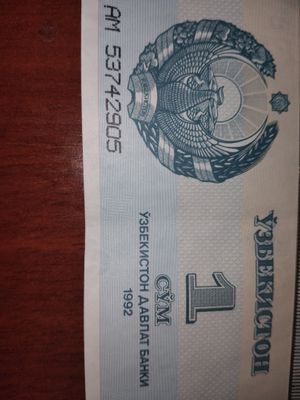 АМ 53742905
ЎЗБЕКИСТОН
1
СЎМ
ЎЗБЕКИСТОН ДАВЛАТ БАНКИ
1992